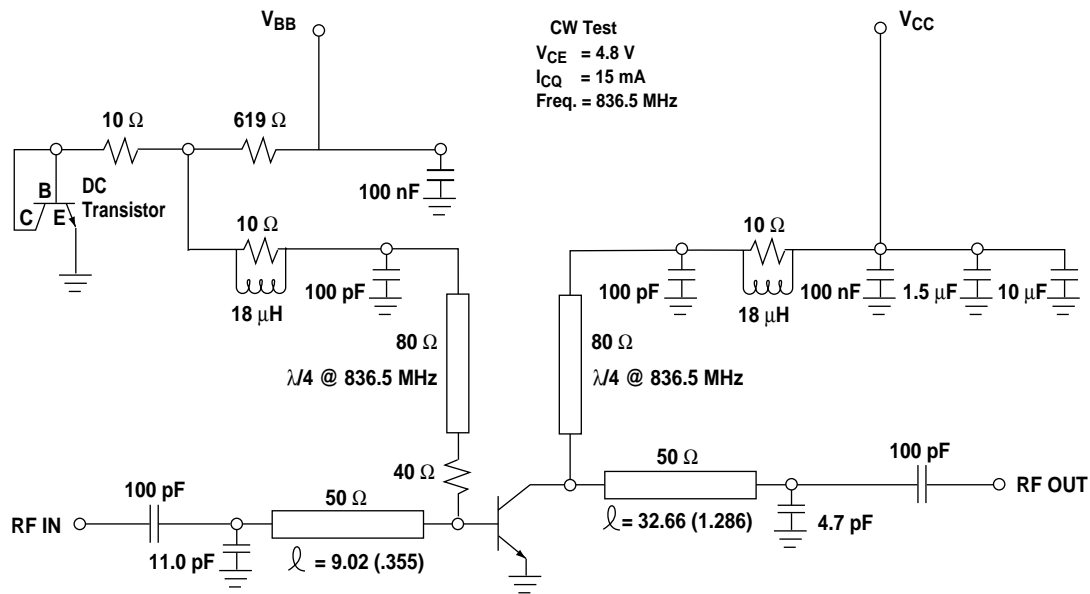 V_BB
CW Test
V_CE = 4.8 V
I_CQ = 15 mA
Freq. = 836.5 MHz
V_CC
10 Ω
619 Ω
100 nF
B
C
E
DC
Transistor
10 Ω
18 μH
100 pF
80 Ω
λ/4 @ 836.5 MHz
40 Ω
100 pF
10 Ω
18 μH
100 nF
1.5 μF
10 μF
80 Ω
λ/4 @ 836.5 MHz
RF IN
100 pF
11.0 pF
50 Ω
ℓ = 9.02 (.355)
50 Ω
ℓ = 32.66 (1.286)
4.7 pF
100 pF
RF OUT